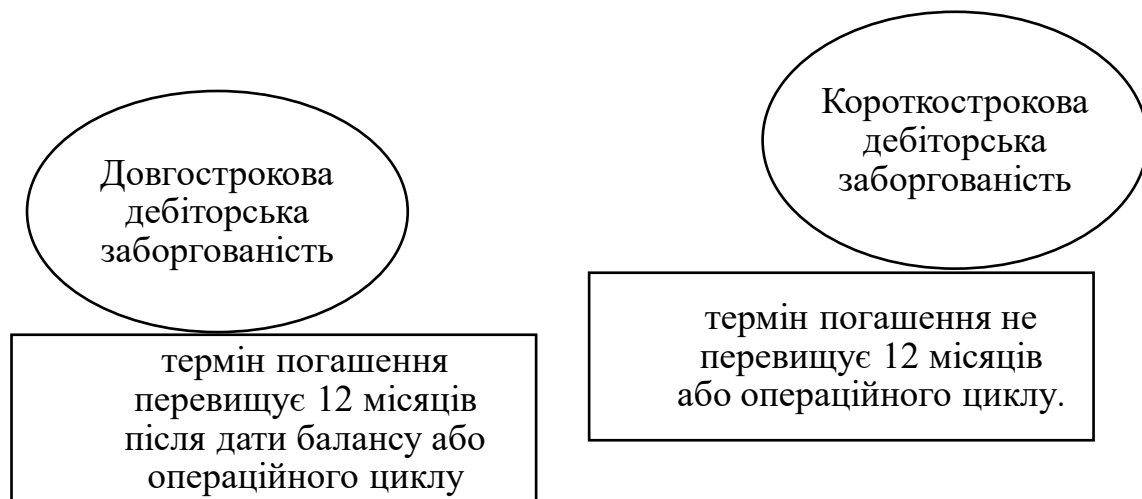 Довгострокова
дебіторська
заборгованість
термін погашення
перевищує 12 місяців
після дати балансу або
операційного циклу
Короткострокова
дебіторська
заборгованість
термін погашення не
перевищує 12 місяців
або операційного циклу.